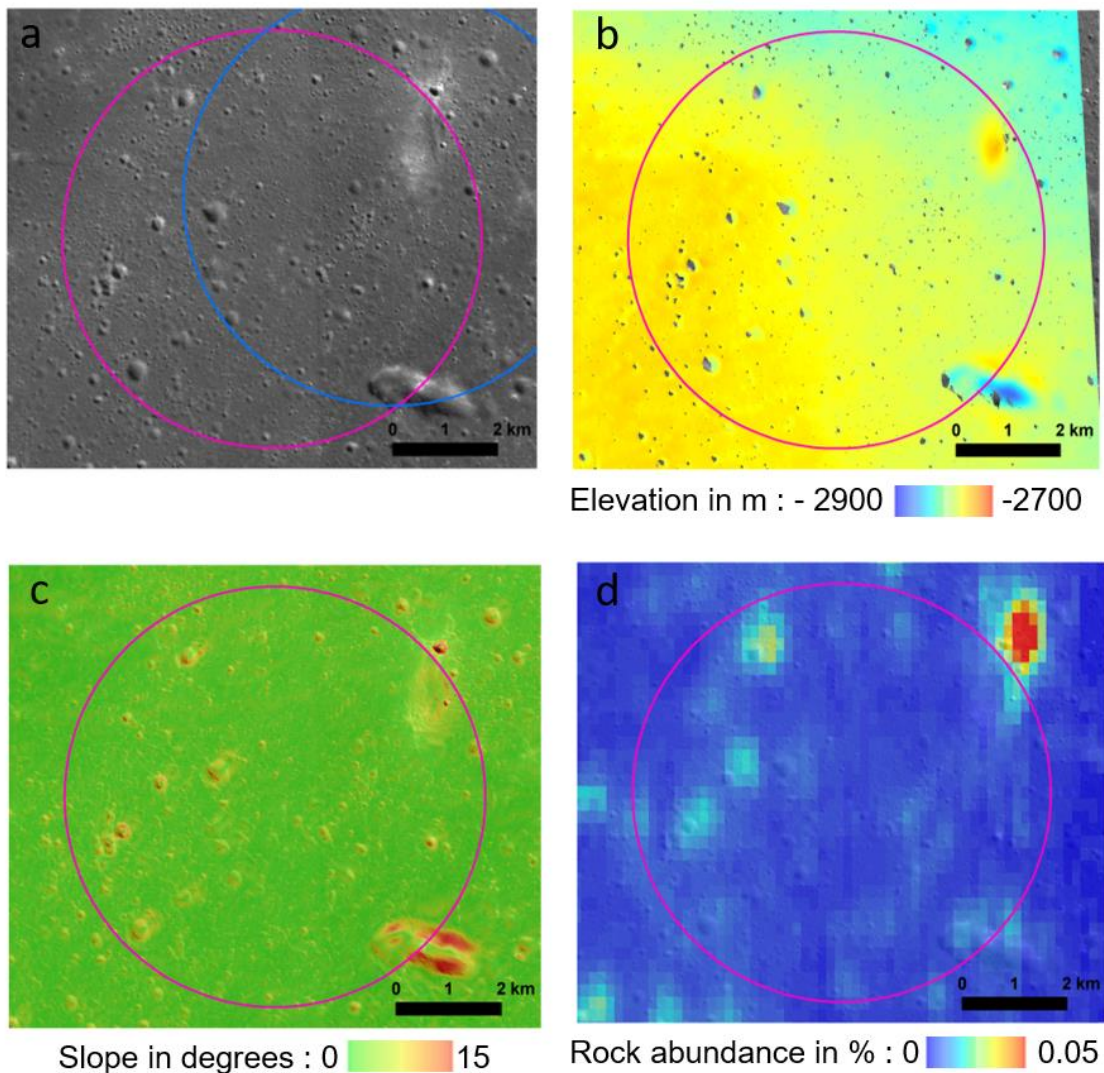 a
b
0 1 2 km
0 1 2 km
Elevation in m : - 2900 -2700
c
d
0 1 2 km
0 1 2 km
Slope in degrees : 0 15
Rock abundance in % : 0 0.05